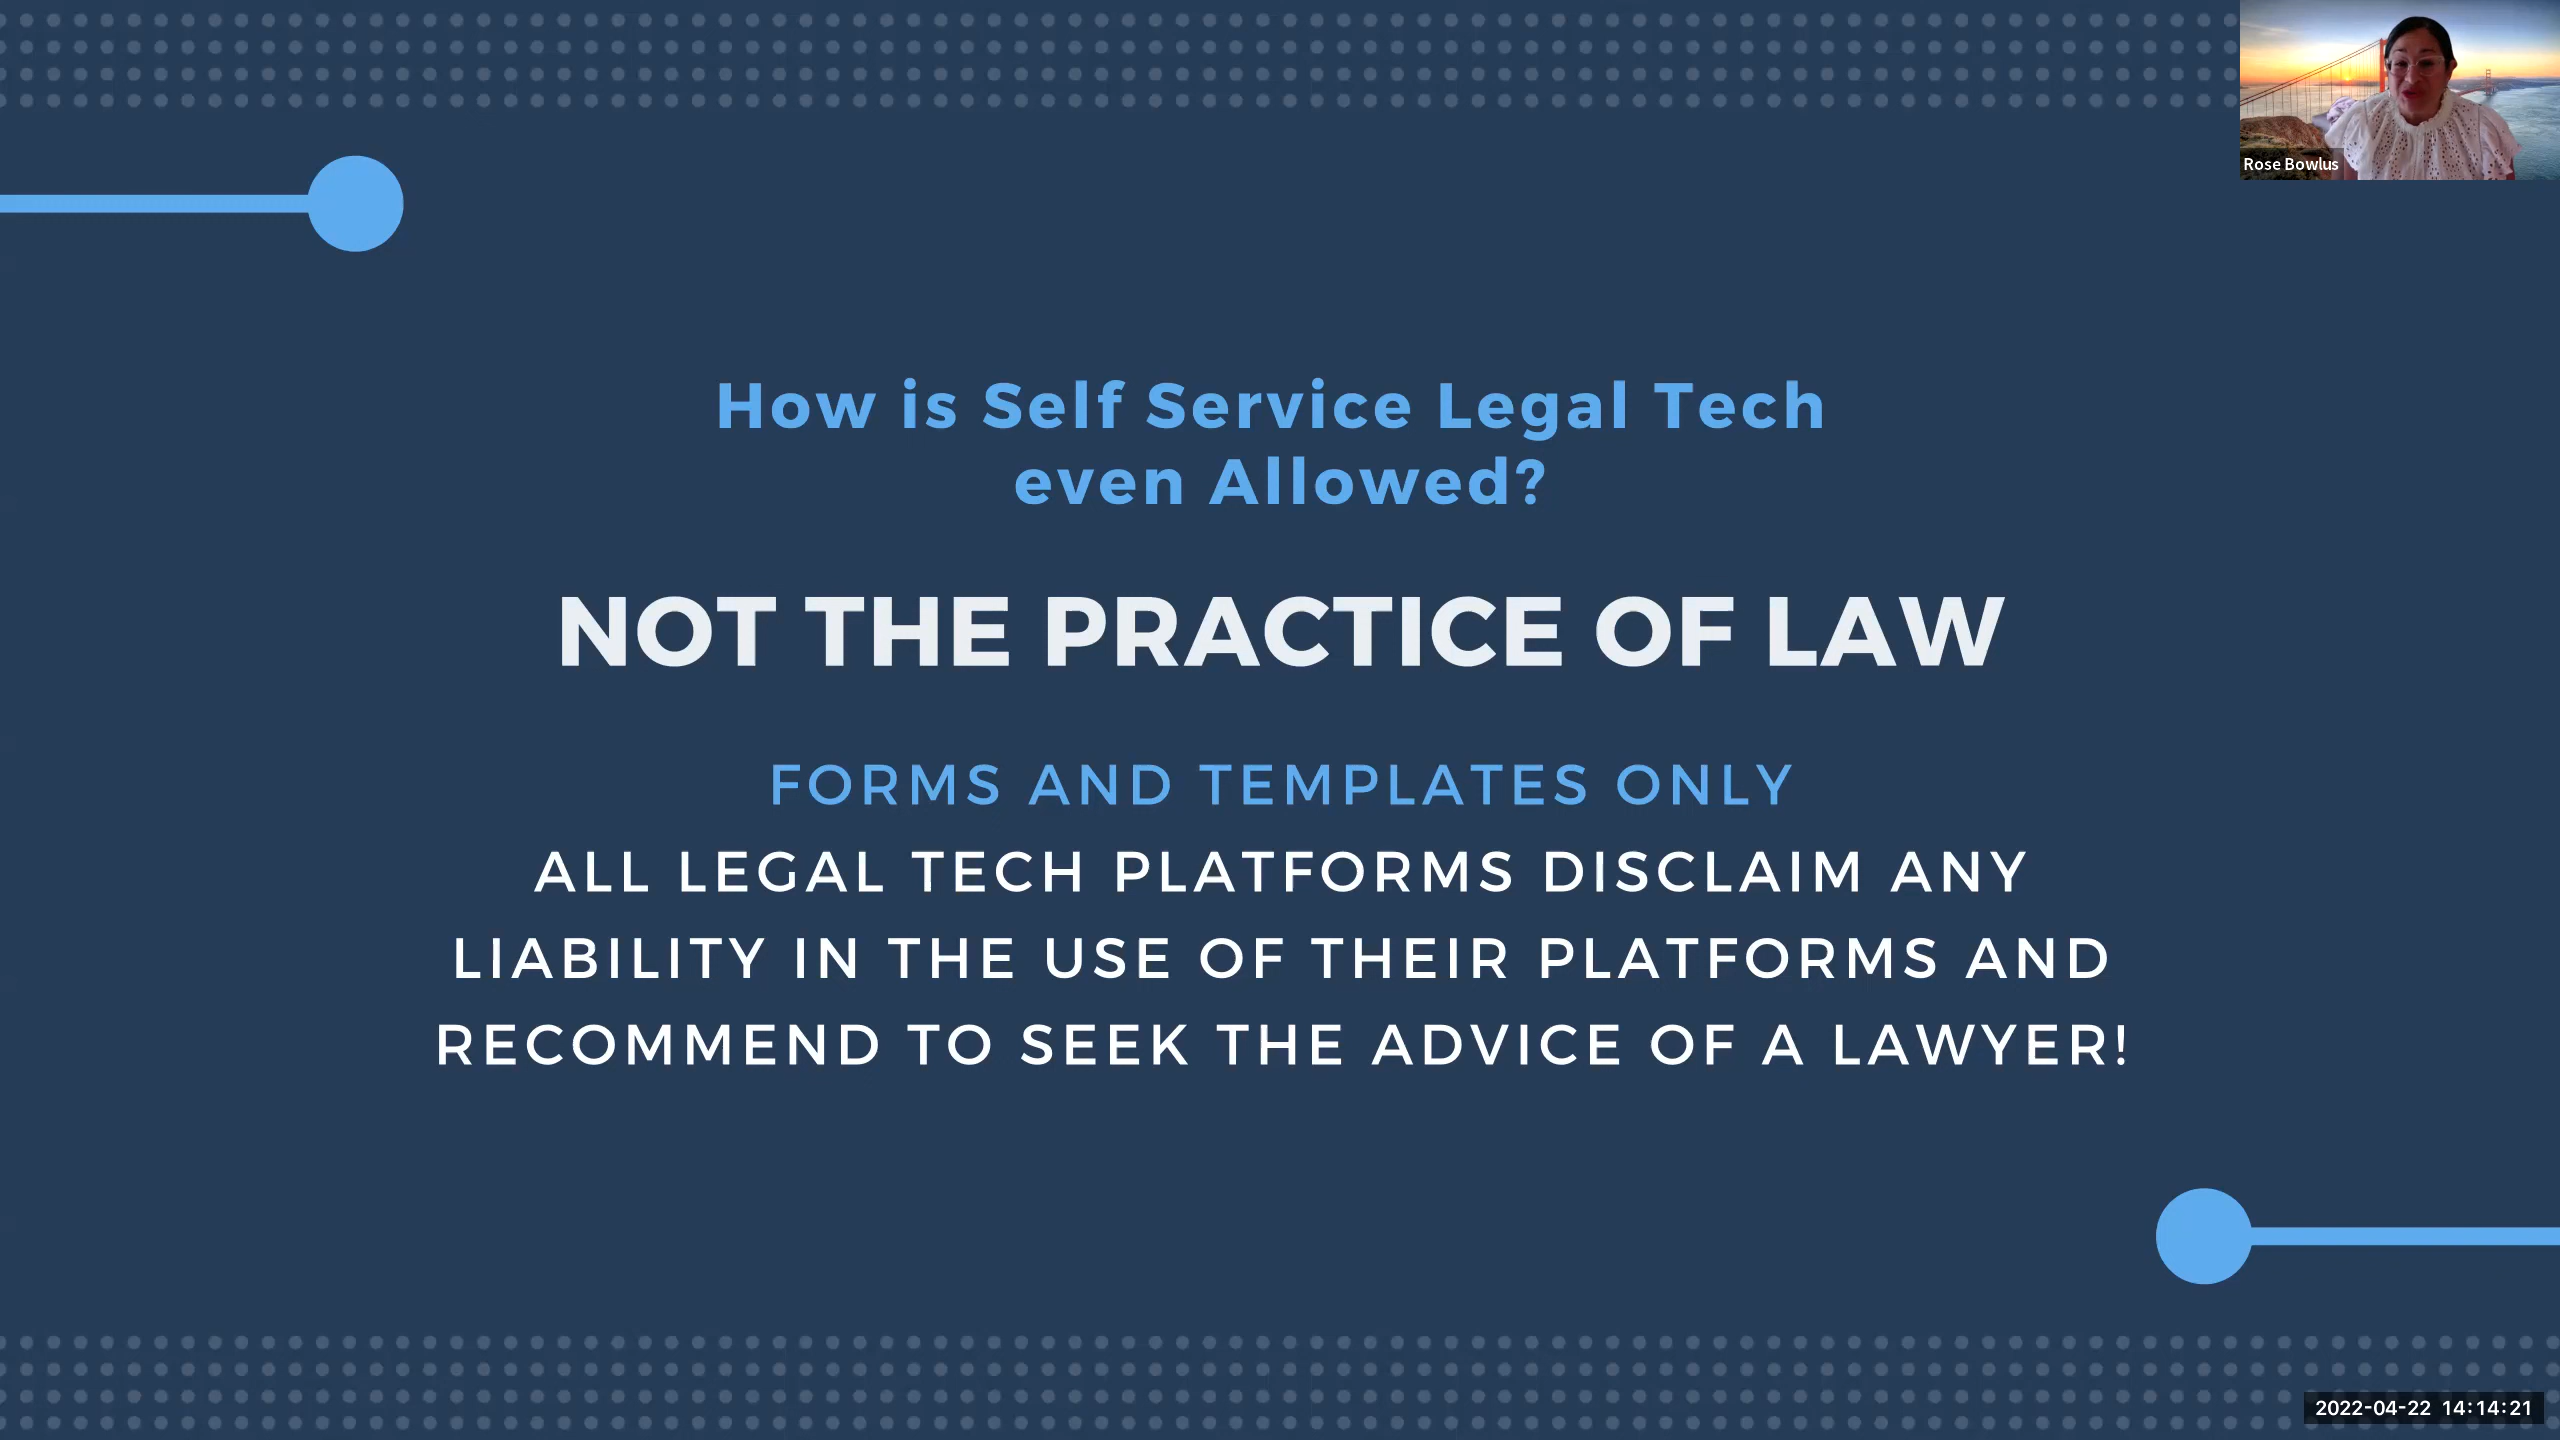 Rose Bowlus
How is Self Service Legal Tech
even Allowed?
NOT THE PRACTICE OF LAW
FORMS AND TEMPLATES ONLY
ALL LEGAL TECH PLATFORMS DISCLAIM ANY
LIABILITY IN THE USE OF THEIR PLATFORMS AND
RECOMMEND TO SEEK THE ADVICE OF A LAWYER!
2022-04-22 14:14:21